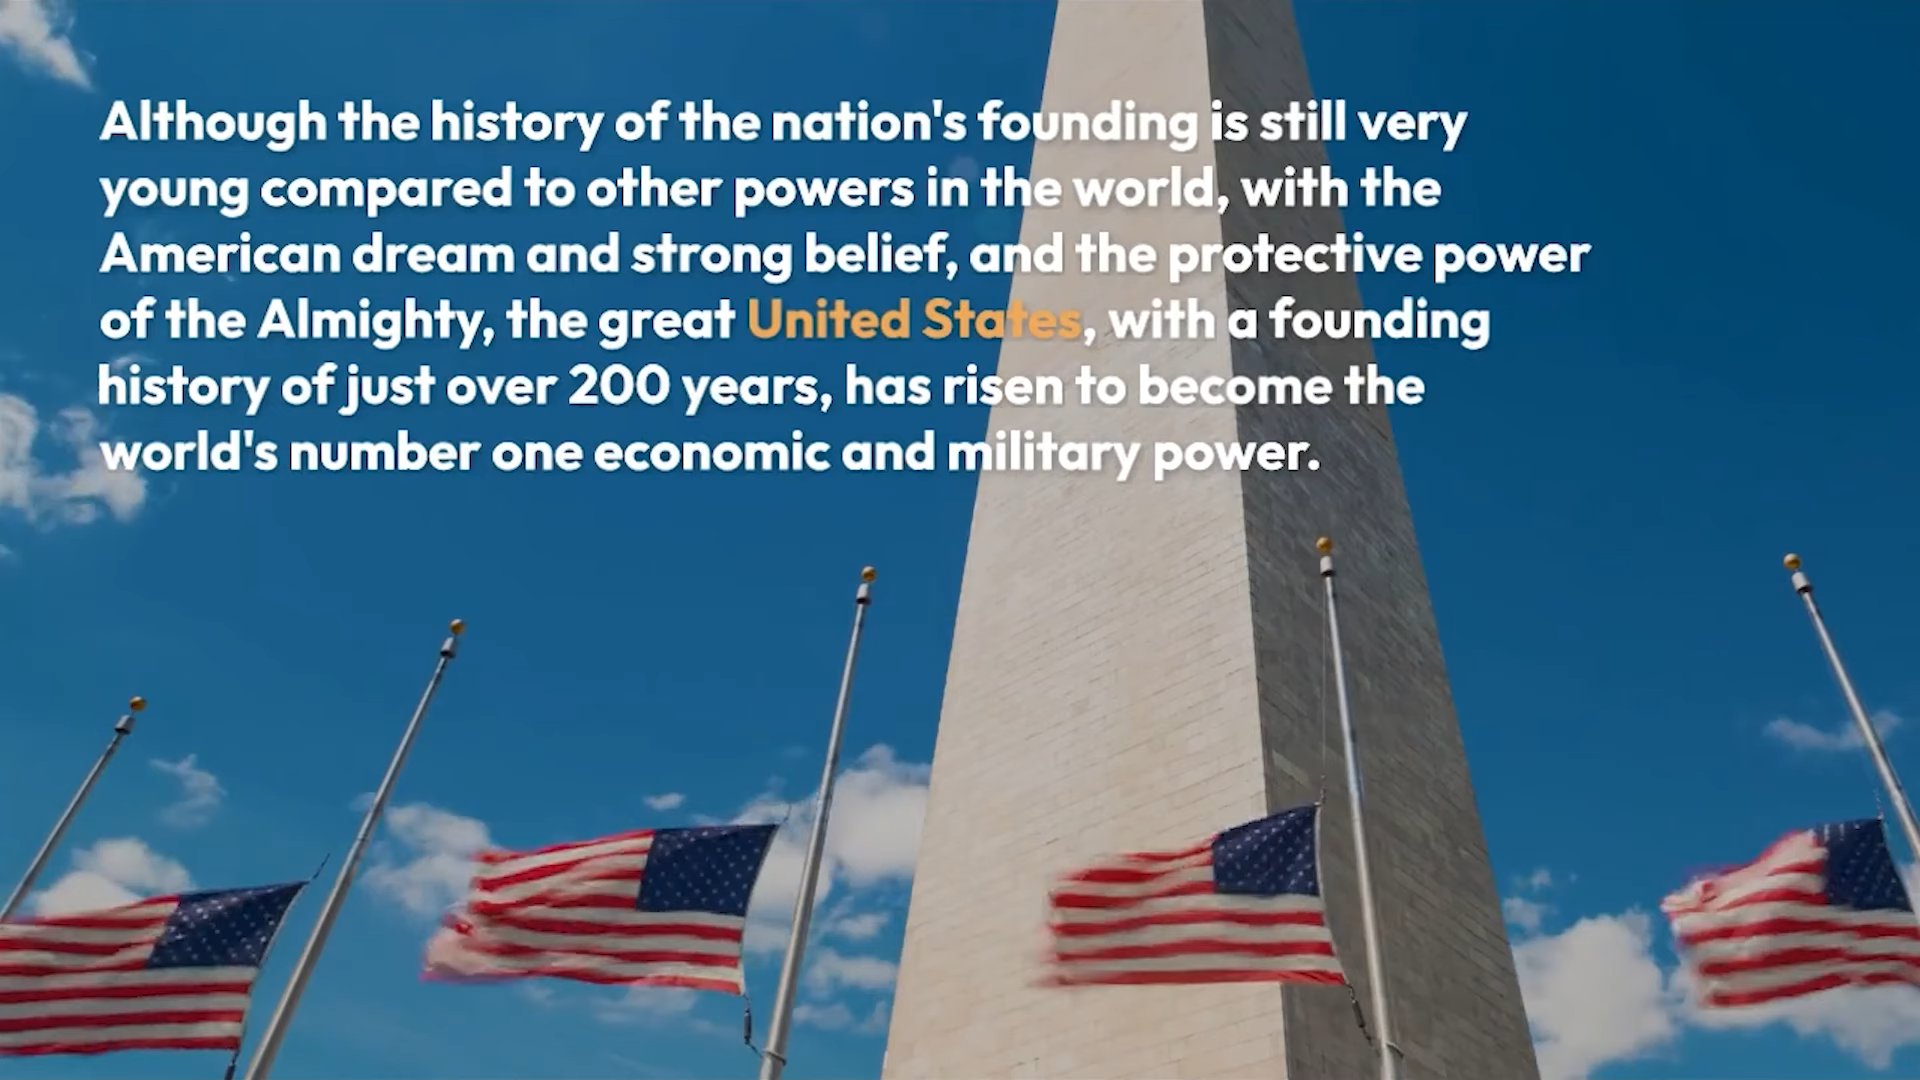 Although the history of the nation's founding is still very
young compared to other powers in the world, with the
American dream and strong belief, and the protective power
of the Almighty, the great United States, with a founding
history of just over 200 years, has risen to become the
world's number one economic and military power.